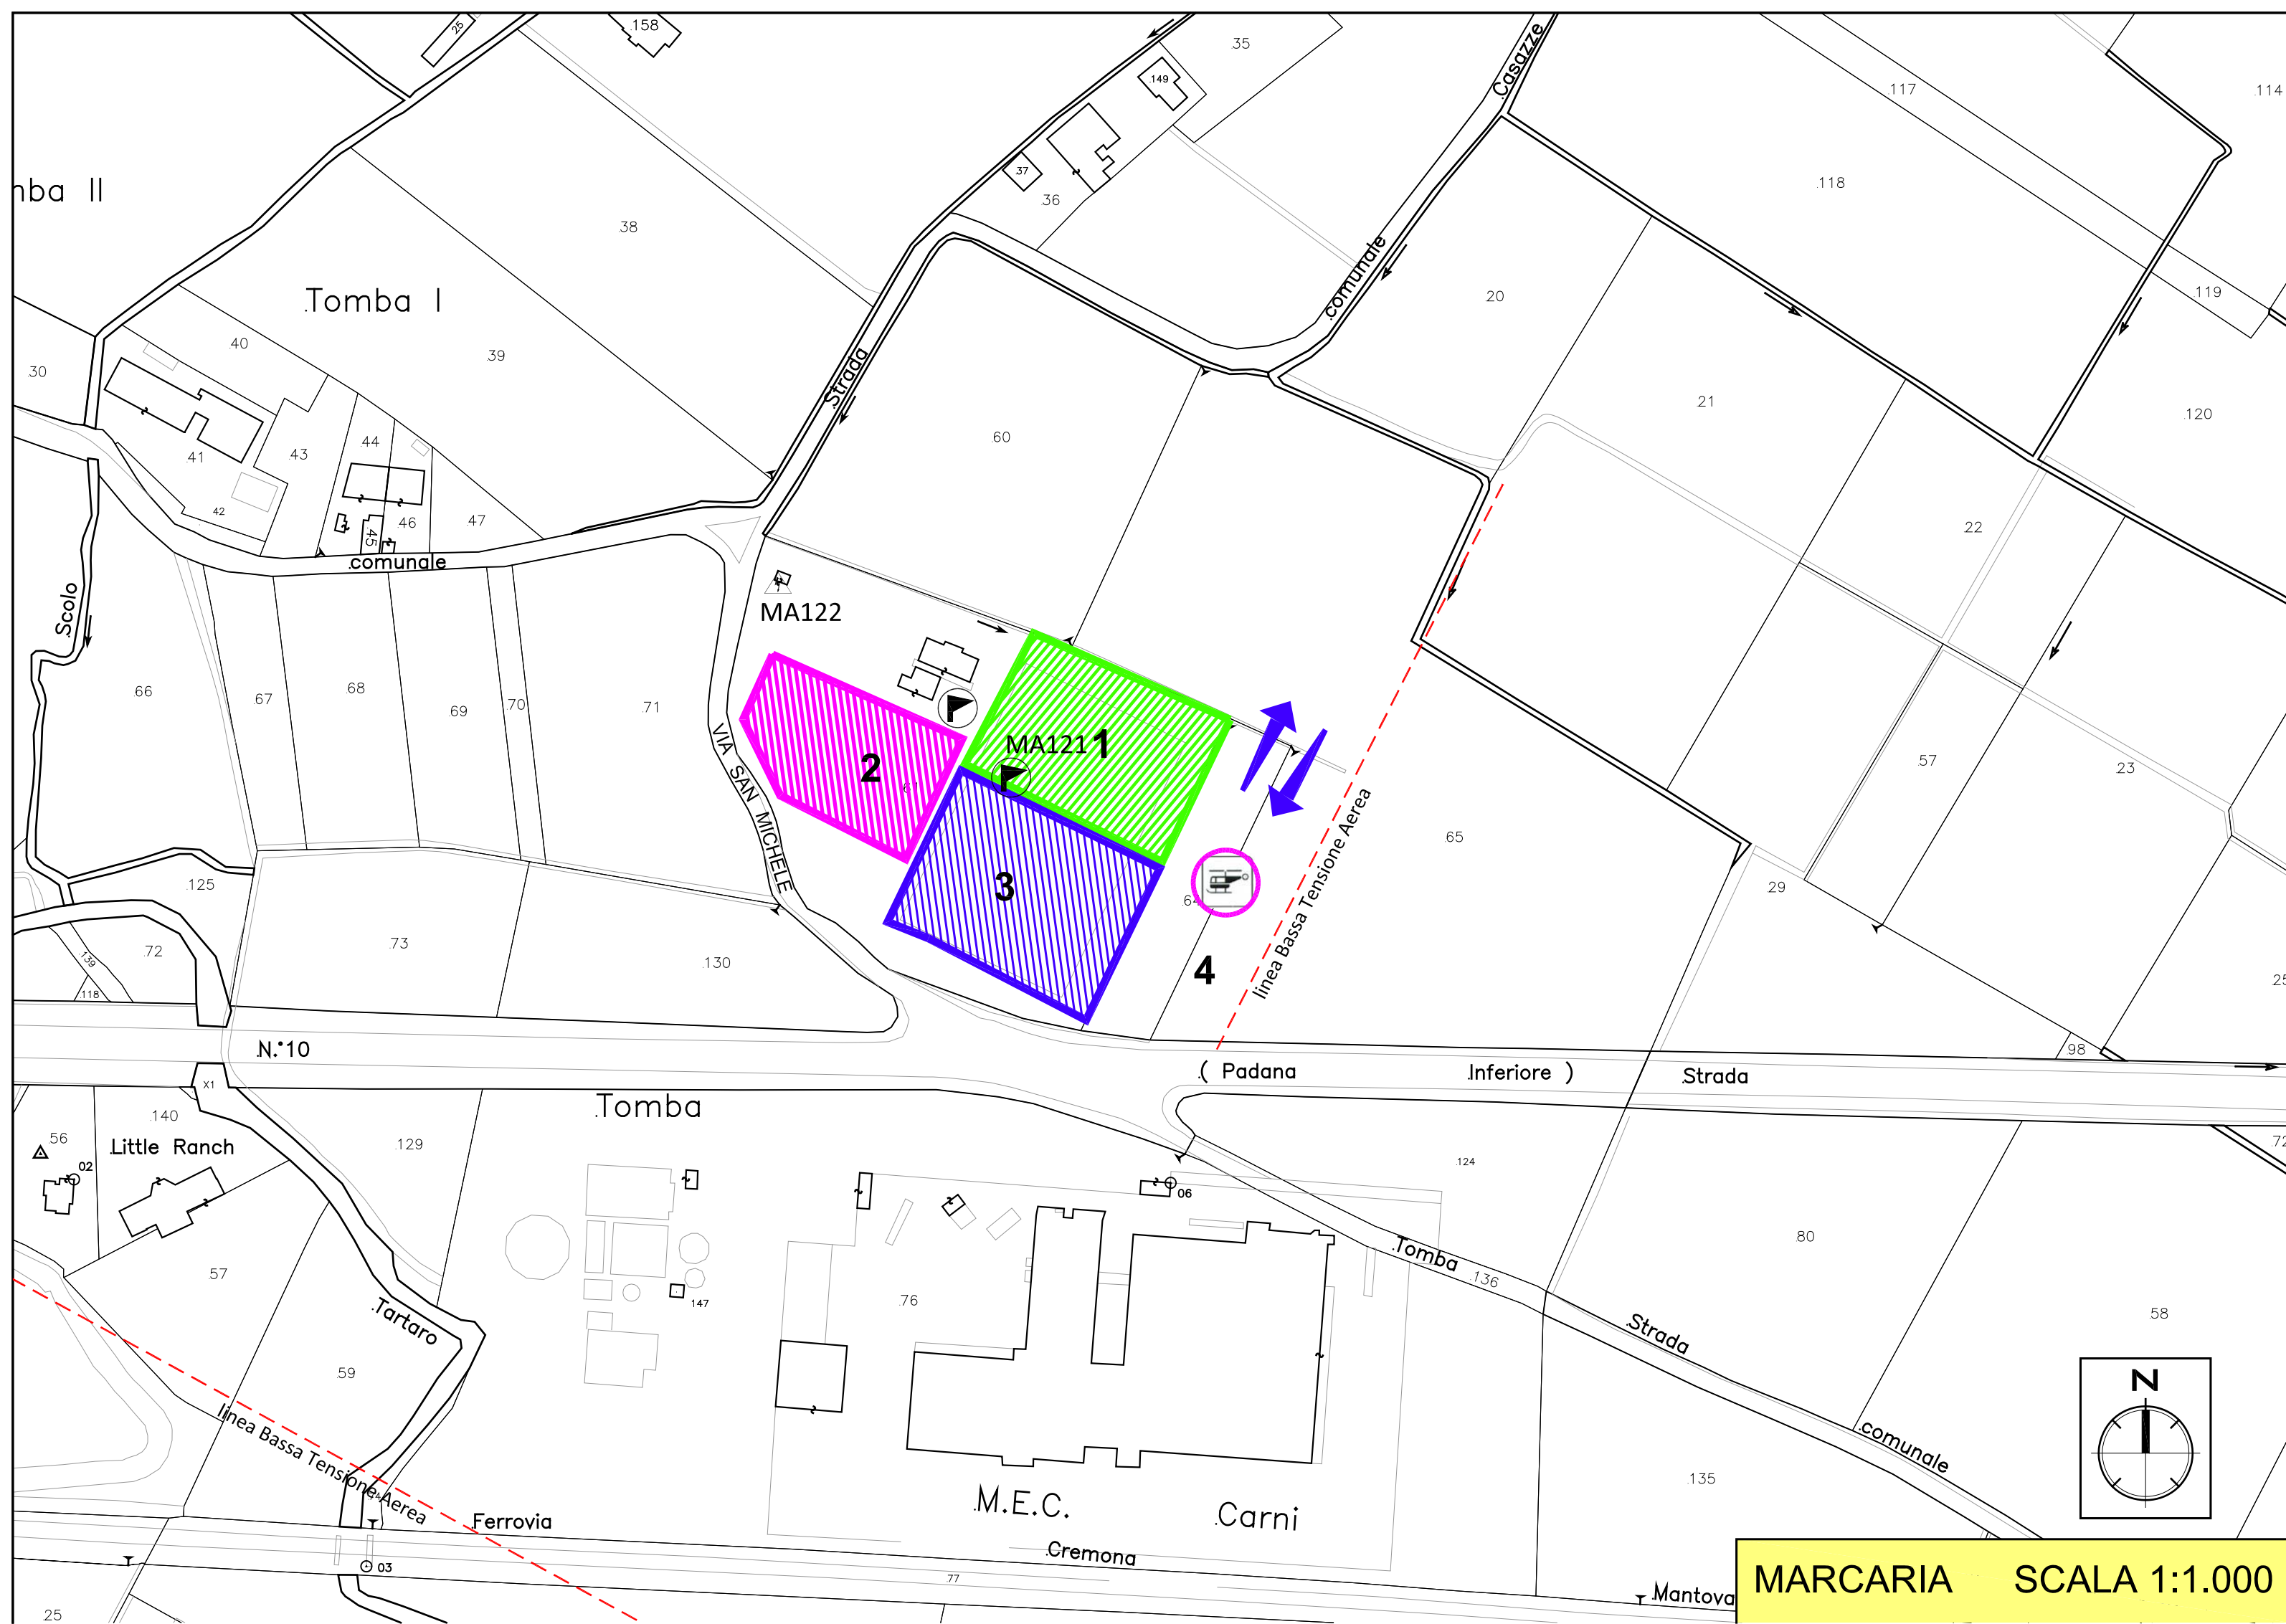 25
.158
.35
.149
Casazze
.117
.114
nba II
37
.36
.38
.118
.comunale
20
.119
.Tomba I
.40
.39
30
Strada
21
.120
.60
.44
.41
.43
42
.46
.47
.45
22
.comunale
.Scolo
MA122
66
.67
68
69
.70
.71
VIA SAN MICHELE
MA121
1
2
61
57
23
linea Bassa Tensione Aerea
.65
3
.125
29
.64
.73
.72
.139
.130
4
.118
25
N.°10
.98
.( Padana
.Inferiore )
.Strada
X1
.Tomba
.140
.56
Little Ranch
.129
.72
02
.124
06
.Tomba
.136
80
.57
147
.76
.58
.Tartaro
.Strada
.59
N
linea Bassa Tensione Aerea
.comunale
.135
.M.E.C.
.Carni
.Ferrovia
.Cremona
03
.77
.Mantova
MARCARIA SCALA 1:1.000
25